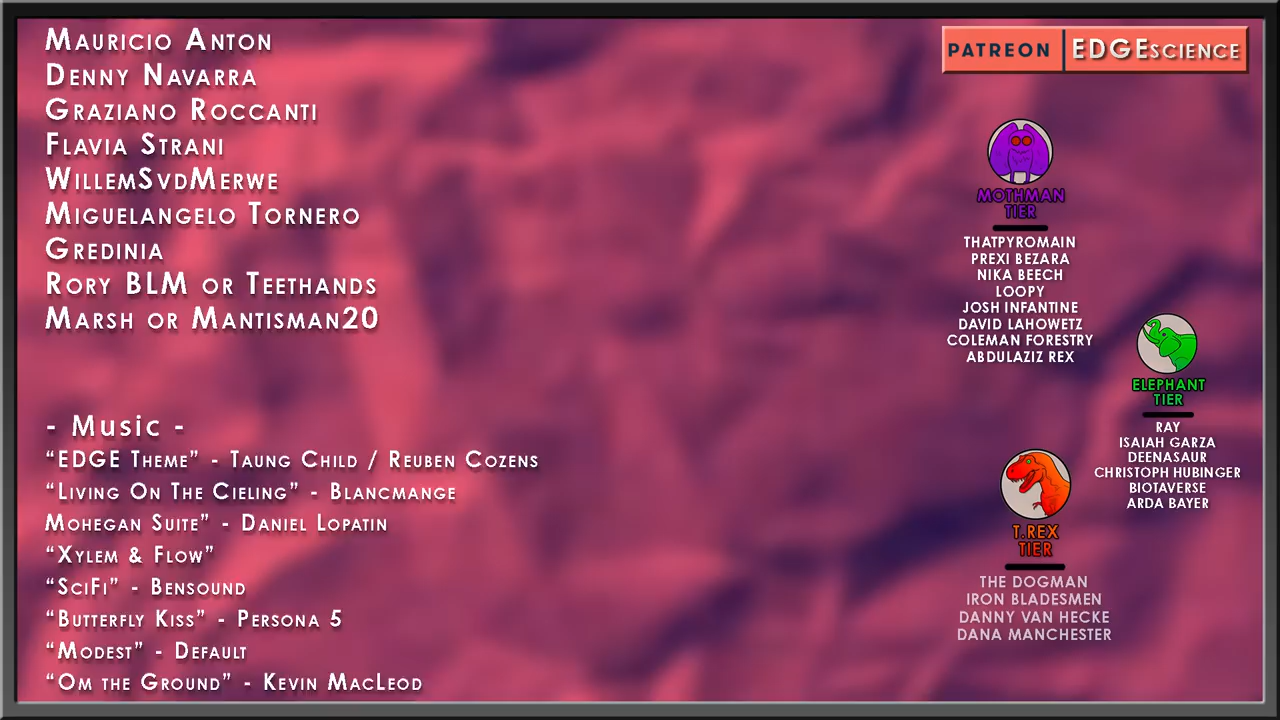 Mauricio Anton
Denny Navarra
Graziano Roccanti
Flavia Strani
WillemSvdMerwe
Miguelangelo Tornero
Gredinia
Rory BLM or Teethands
Marsh or Mantisman20
- Music -
“EDGE Theme” - Taung Child / Reuben Cozens
“Living On The Cieling” - Blancmange
Mohegan Suite” - Daniel Lopatin
“Xylem & Flow”
“SciFi” - Bensound
“Butterfly Kiss” - Persona 5
“Modest” - Default
“Om the Ground” - Kevin MacLeod
PATREON EDGEscience
MOTHMAN
TIER
THATPYROMAIN
PREXI BEZARA
NIKA BEECH
LOOPY
JOSH INFANTINE
DAVID LAHOWETZ
COLEMAN FORESTRY
ABDULAZIZ REX
ELEPHANT
TIER
RAY
ISAIAH GARZA
DEENASAUR
CHRISTOPH HUBINGER
BIOTAVERSE
ARDA BAYER
T.REX
TIER
THE DOGMAN
IRON BLADESMEN
DANNY VAN HECKE
DANA MANCHESTER